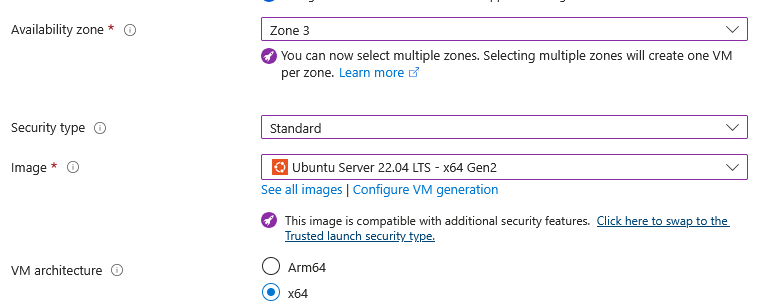 Availability zone *
Zone 3
You can now select multiple zones. Selecting multiple zones will create one VM
per zone. Learn more
Security type
Standard
Image *
Ubuntu Server 22.04 LTS - x64 Gen2
See all images | Configure VM generation
This image is compatible with additional security features. Click here to swap to the
Trusted launch security type.
VM architecture
Arm64
x64